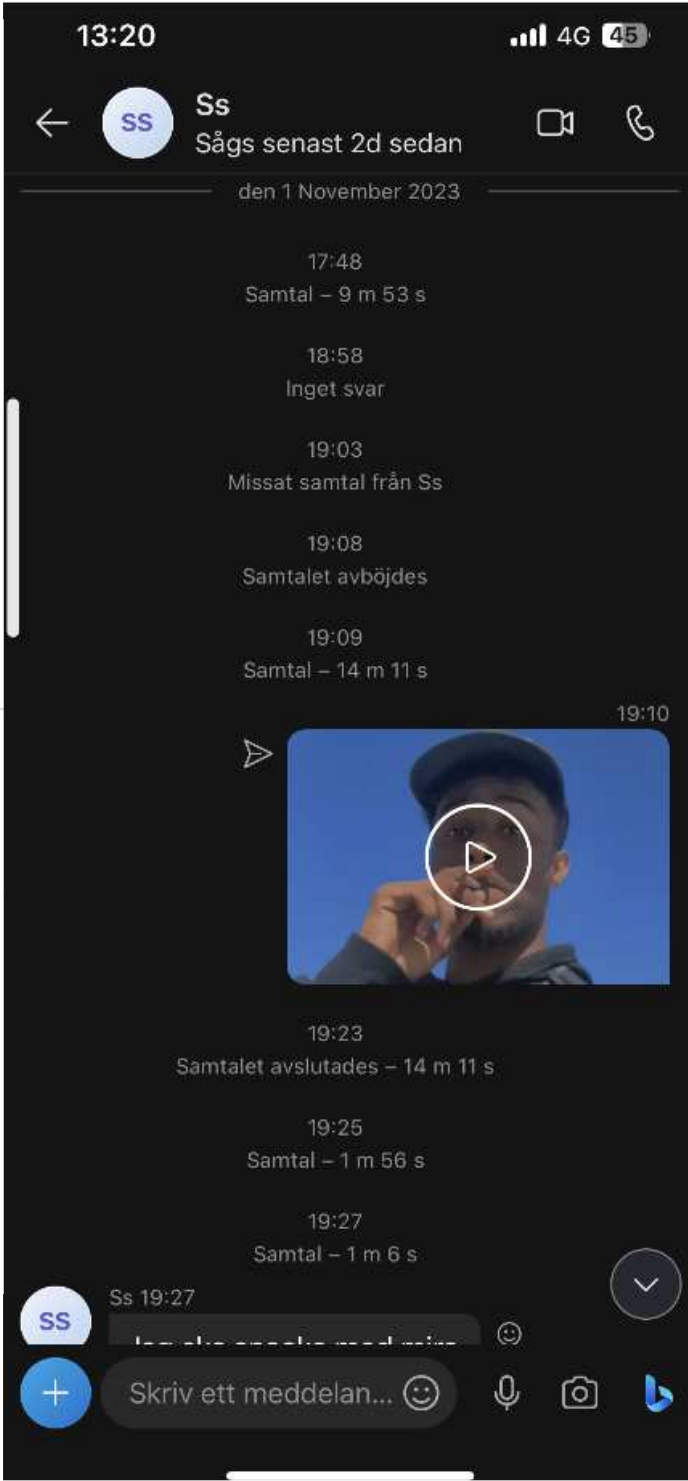 13:20
4G 45
SS
Ss
Sågs senast 2d sedan
den 1 November 2023
17:48
Samtal – 9 m 53 s
18:58
Inget svar
19:03
Missat samtal från Ss
19:08
Samtalet avböjdes
19:09
Samtal – 14 m 11 s
19:10
19:23
Samtalet avslutades – 14 m 11 s
19:25
Samtal – 1 m 56 s
19:27
Samtal – 1 m 6 s
Ss 19:27
SS
Skriv ett meddelan...